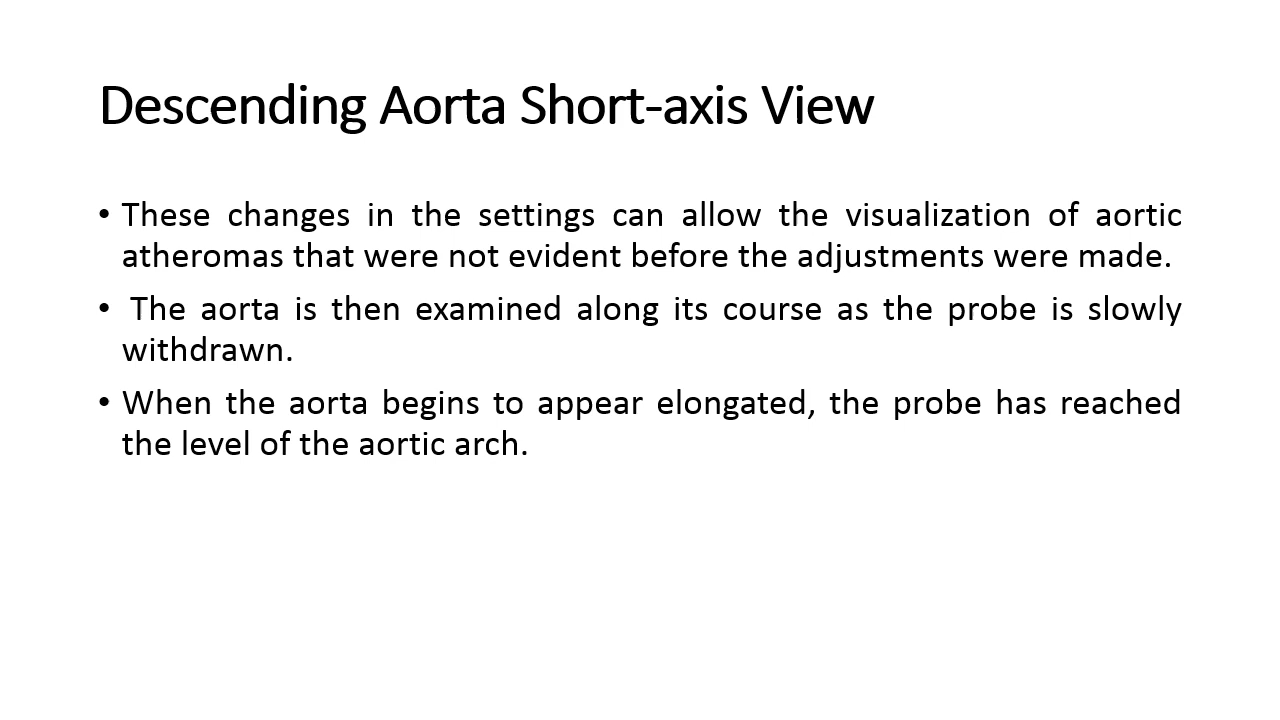 Descending Aorta Short-axis View
• These changes in the settings can allow the visualization of aortic
atheromas that were not evident before the adjustments were made.
• The aorta is then examined along its course as the probe is slowly
withdrawn.
• When the aorta begins to appear elongated, the probe has reached
the level of the aortic arch.